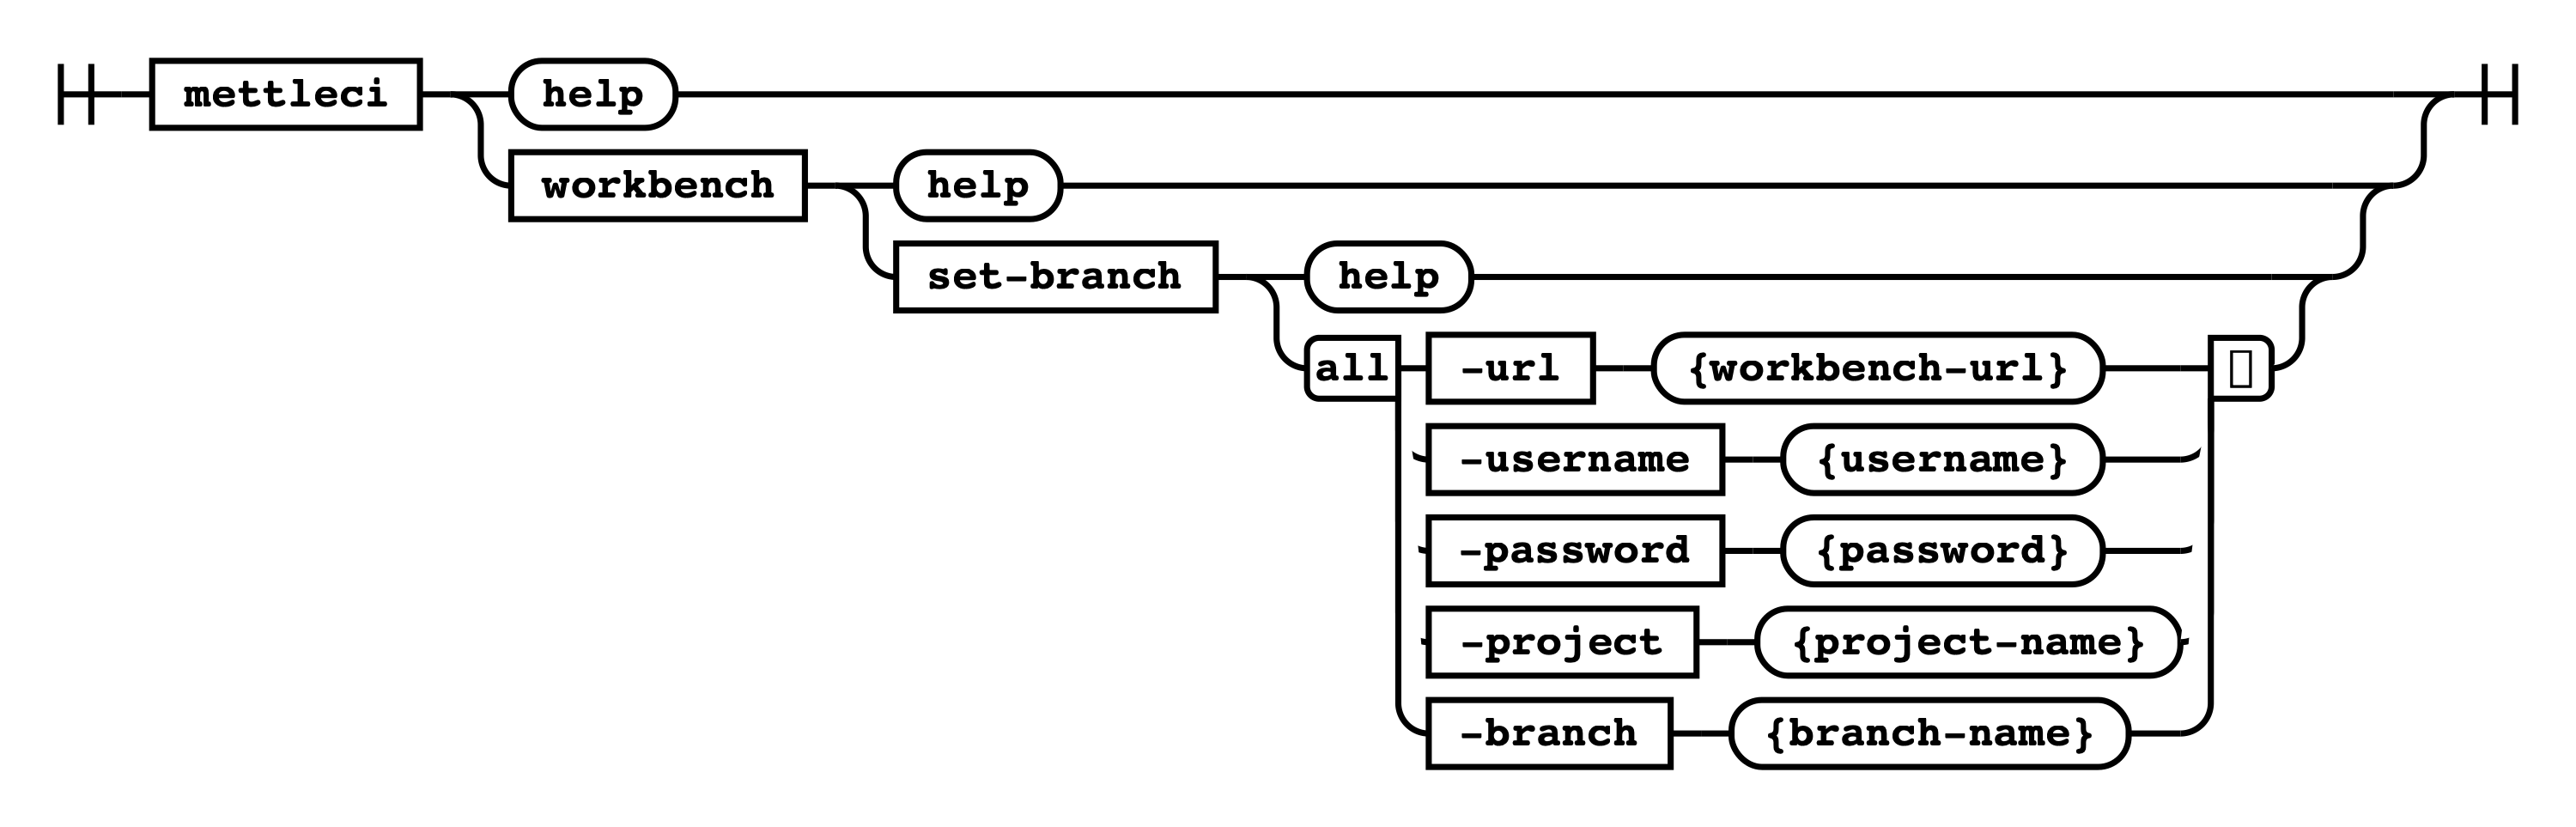 mettleci help
workbench help
set-branch help
all -url {workbench-url}
-username {username}
-password {password}
-project {project-name}
-branch {branch-name}